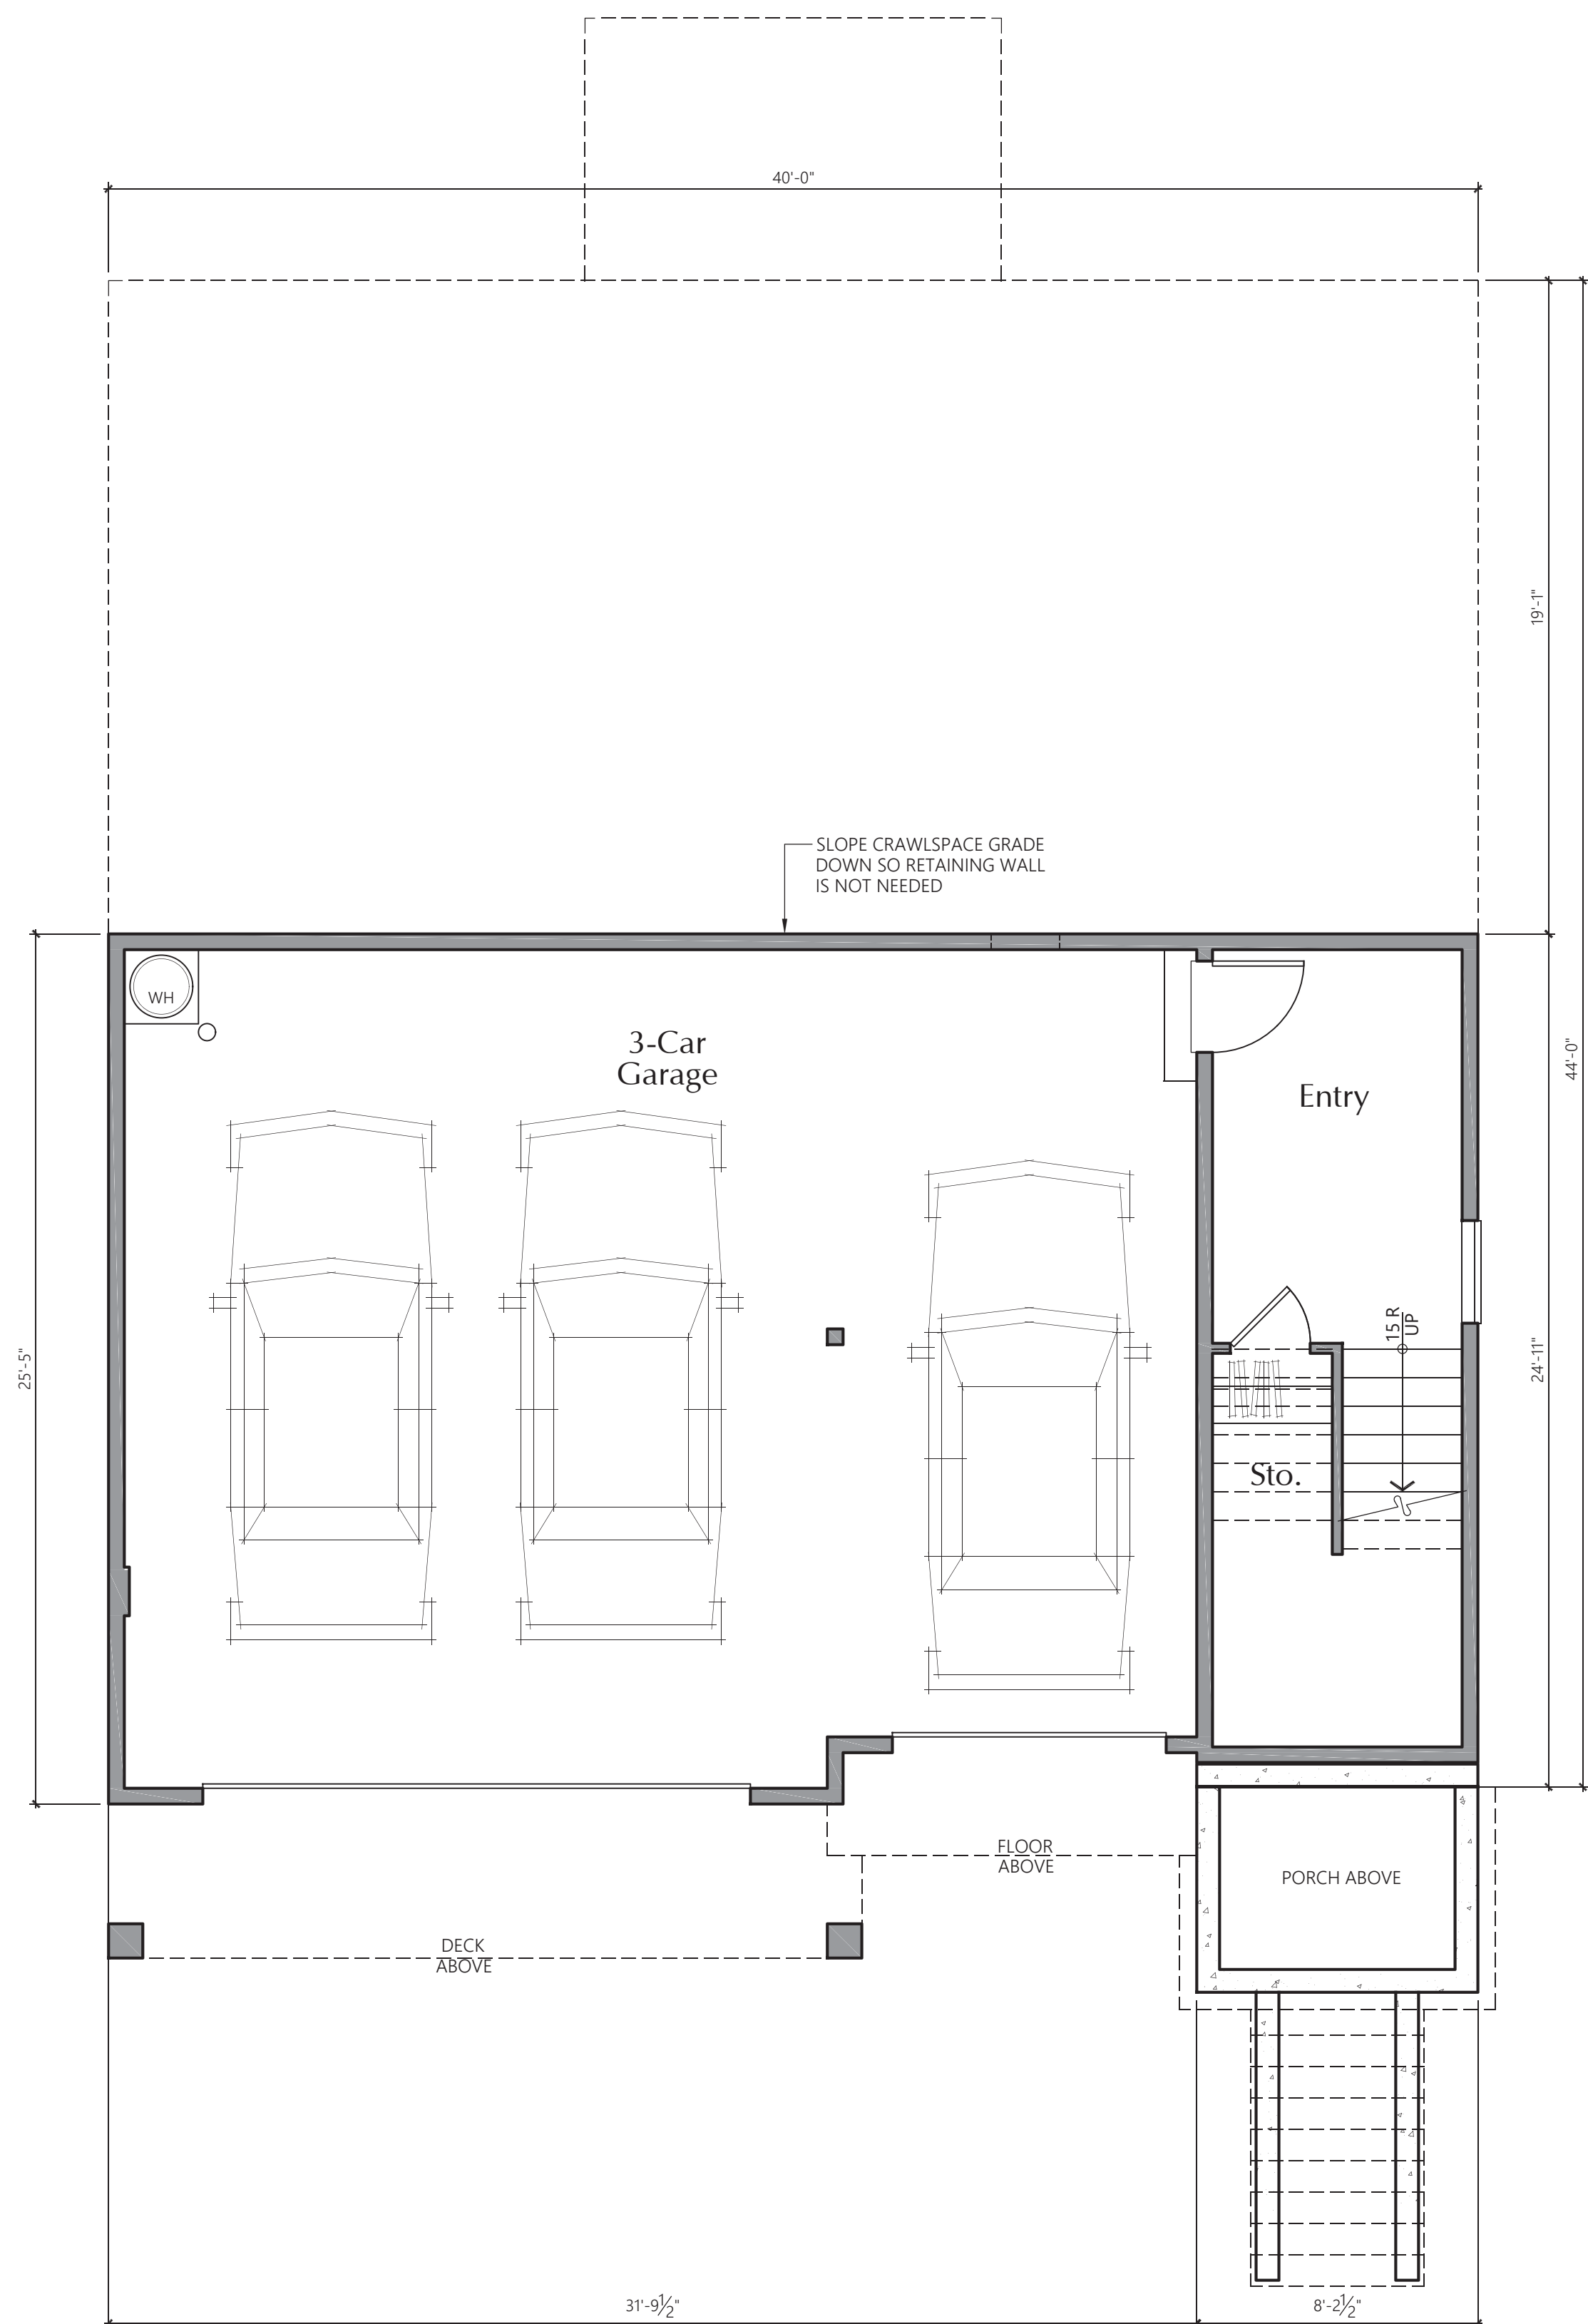 40'-0"
19'-1"
SLOPE CRAWLSPACE GRADE
DOWN SO RETAINING WALL
IS NOT NEEDED
WH
3-Car
Garage
Entry
44'-0"
25'-5"
24'-11"
15 R
UP
Sto.
FLOOR
ABOVE
PORCH ABOVE
DECK
ABOVE
31'-9½"
8'-2½"